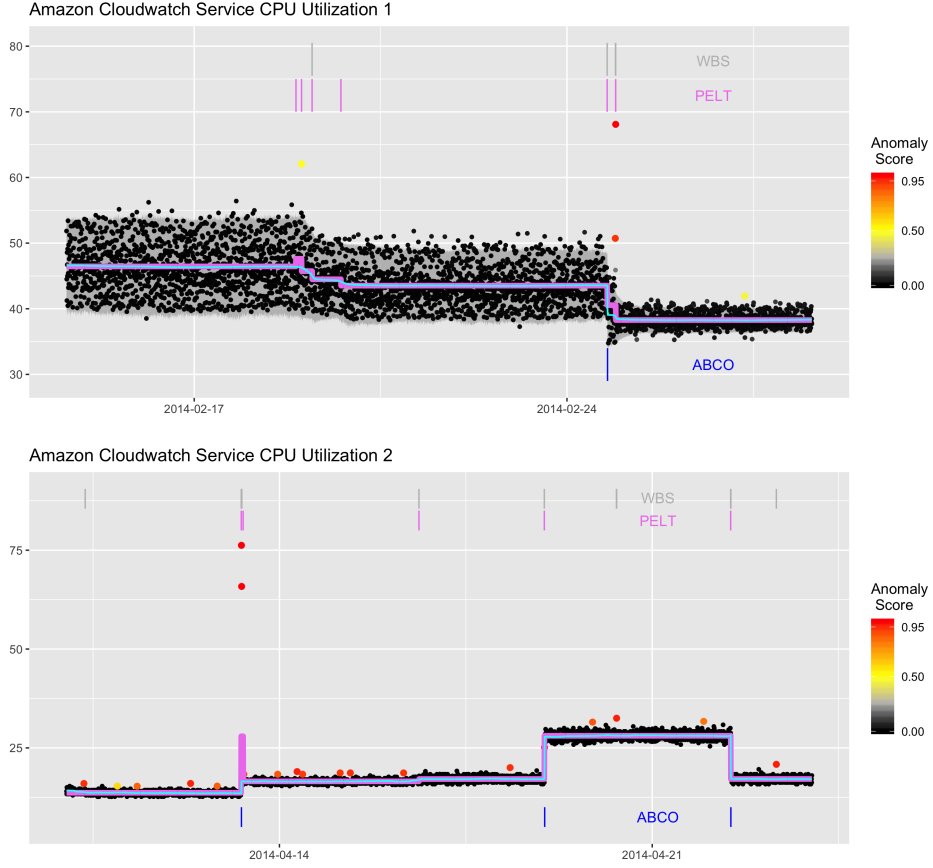 Amazon Cloudwatch Service CPU Utilization 1
80
WBS
PELT
70
60
50
40
30
ABCO
2014-02-17
2014-02-24
Anomaly
Score
0.95
0.50
0.00
Amazon Cloudwatch Service CPU Utilization 2
WBS
PELT
75
50
25
ABCO
2014-04-14
2014-04-21
Anomaly
Score
0.95
0.50
0.00